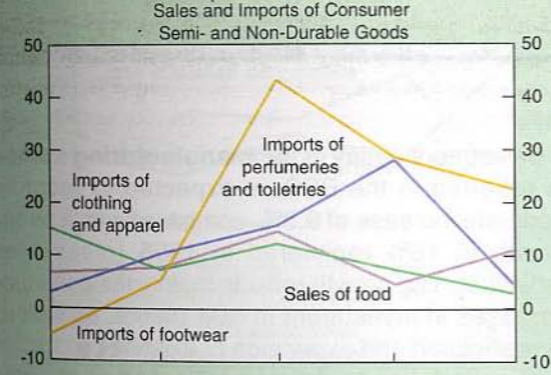 Sales and Imports of Consumer
Semi- and Non-Durable Goods
50
50
40
40
30
30
Imports of
perfumeries
and toiletries
Imports of
clothing
and apparel
20
20
10
10
Sales of food
0
0
Imports of footwear
-10
-10